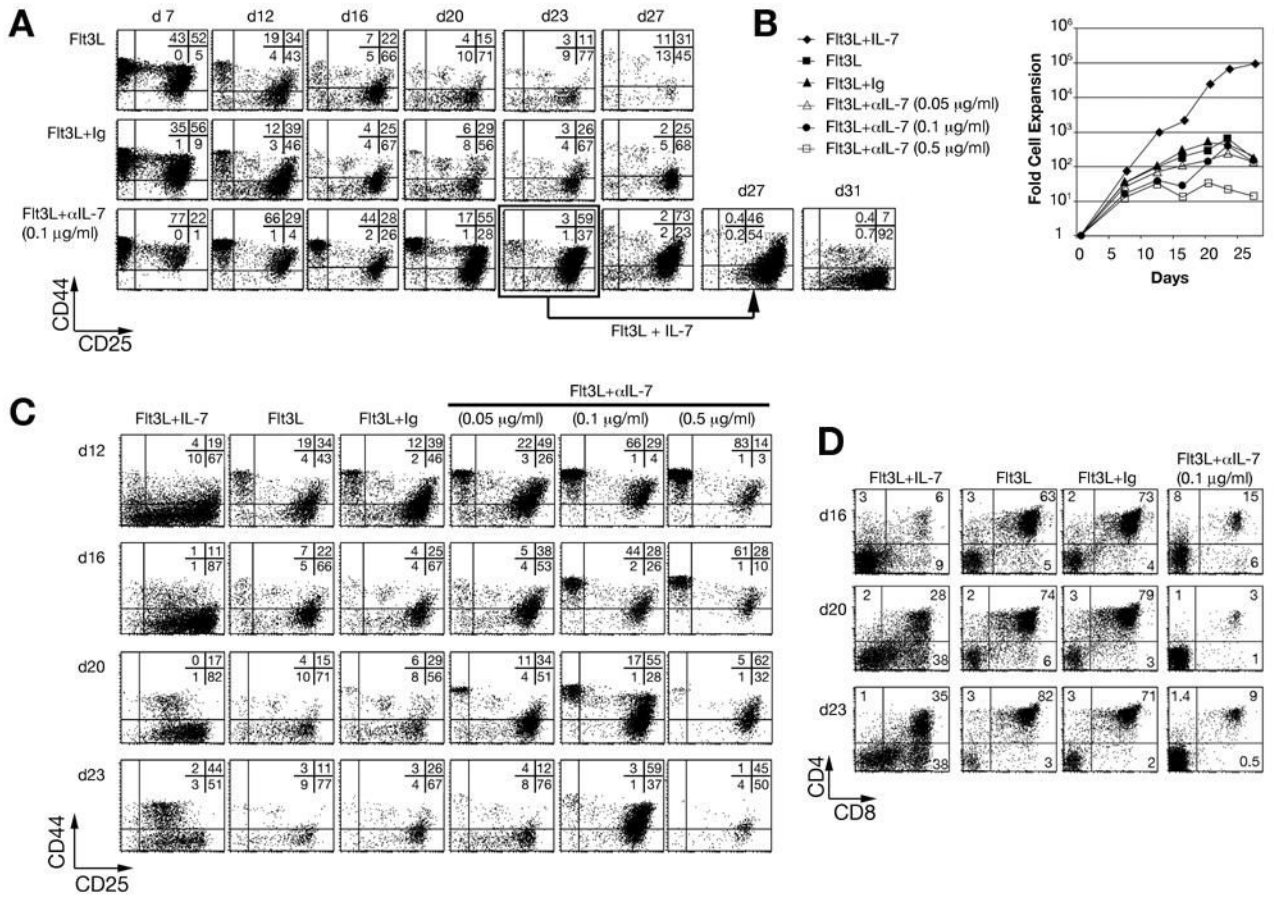 A
d 7 d12 d16 d20 d23 d27
Flt3L
43 52 19 34 7 22 4 15 3 11 11 31
0 5 4 43 5 66 10 71 9 77 13 45
Flt3L+Ig
35 56 12 39 4 25 6 29 3 26 2 25
1 9 3 46 4 67 8 56 4 67 5 68
Flt3L+αIL-7
(0.1 µg/ml)
d27 d31
77 22 66 29 44 28 17 55 3 59 2 73 0.4 46 0.4 7
0 1 1 4 2 26 1 28 1 37 2 23 0.2 54 0.7 92
CD44
CD25
Flt3L + IL-7
B
Flt3L+IL-7
Flt3L
Flt3L+Ig
Flt3L+αIL-7 (0.05 µg/ml)
Flt3L+αIL-7 (0.1 µg/ml)
Flt3L+αIL-7 (0.5 µg/ml)
Fold Cell Expansion
10⁶
10⁵
10⁴
10³
10²
10¹
1
0 5 10 15 20 25
Days
C
Flt3L+αIL-7
Flt3L+IL-7 Flt3L Flt3L+Ig (0.05 µg/ml) (0.1 µg/ml) (0.5 µg/ml)
d12
4 19 19 34 12 39 22 49 66 29 83 14
10 67 4 43 2 46 3 26 1 4 1 3
d16
1 11 7 22 4 25 5 38 44 28 61 28
1 87 5 66 4 67 4 53 2 26 1 10
d20
0 17 4 15 6 29 11 34 17 55 5 62
1 82 10 71 8 56 4 51 1 28 1 32
d23
2 44 3 11 3 26 4 12 3 59 1 45
3 51 9 77 4 67 8 76 1 37 4 50
CD44
CD25
D
Flt3L+IL-7 Flt3L Flt3L+Ig Flt3L+αIL-7
(0.1 µg/ml)
d16
3 6 3 63 2 73 8 15
9 5 4 6
d20
2 28 2 74 3 79 1 3
38 6 3 1
d23
1 35 3 82 3 71 1.4 9
38 3 2 0.5
CD4
CD8